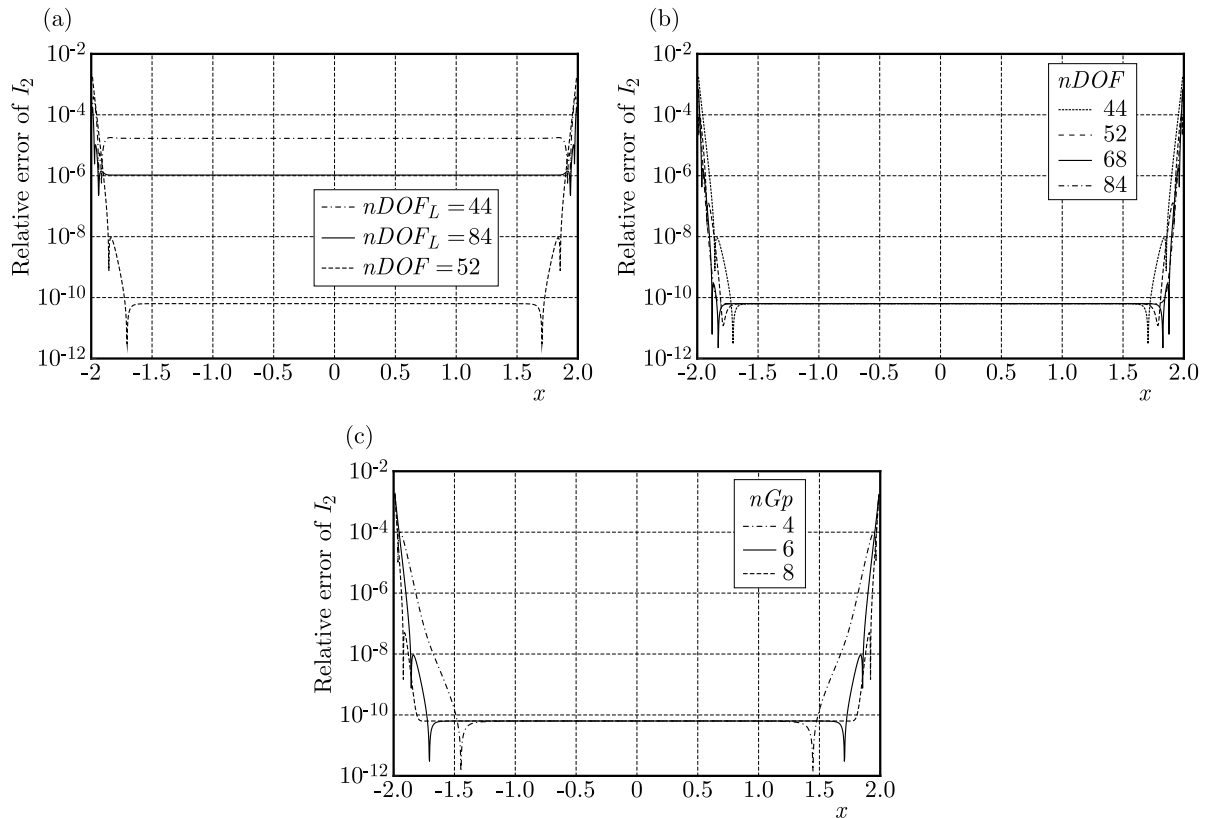 (a)
Relative error of I₂
10⁻²
10⁻⁴
10⁻⁶
10⁻⁸
10⁻¹⁰
10⁻¹²
nDOF_L = 44
nDOF_L = 84
nDOF = 52
-2 -1.5 -1.0 -0.5 0 0.5 1.0 1.5 2.0
x
(b)
Relative error of I₂
10⁻²
10⁻⁴
10⁻⁶
10⁻⁸
10⁻¹⁰
10⁻¹²
nDOF
44
52
68
84
-2.0 -1.5 -1.0 -0.5 0 0.5 1.0 1.5 2.0
x
(c)
Relative error of I₂
10⁻²
10⁻⁴
10⁻⁶
10⁻⁸
10⁻¹⁰
10⁻¹²
nGp
4
6
8
-2.0 -1.5 -1.0 -0.5 0 0.5 1.0 1.5 2.0
x